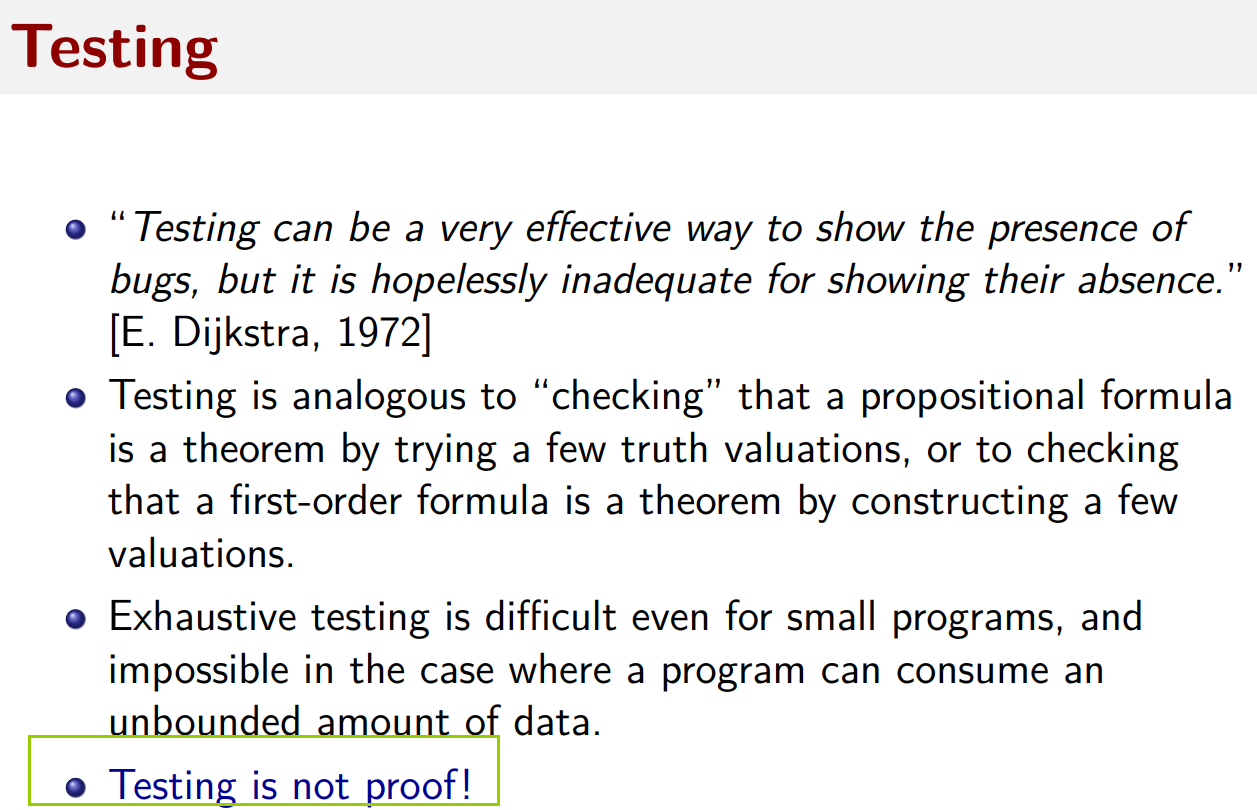 Testing
“Testing can be a very effective way to show the presence of
bugs, but it is hopelessly inadequate for showing their absence.”
[E. Dijkstra, 1972]
Testing is analogous to “checking” that a propositional formula
is a theorem by trying a few truth valuations, or to checking
that a first-order formula is a theorem by constructing a few
valuations.
Exhaustive testing is difficult even for small programs, and
impossible in the case where a program can consume an
unbounded amount of data.
Testing is not proof!